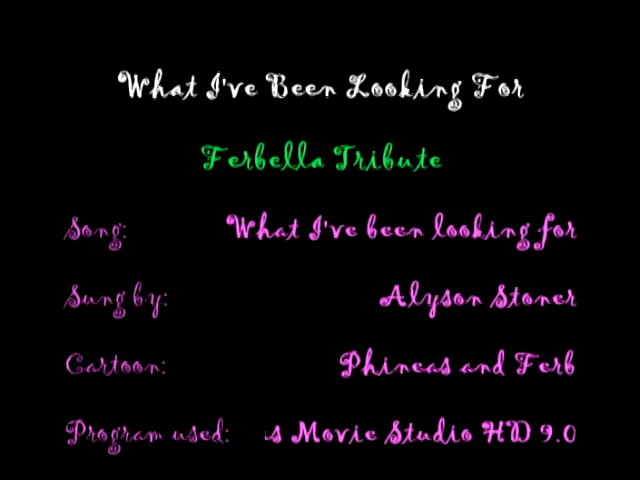 What I've Been Looking For
Ferbella Tribute
Song: What I've been looking for
Sung by: Alyson Stoner
Cartoon: Phineas and Ferb
Program used: s Movie Studio HD 9.0